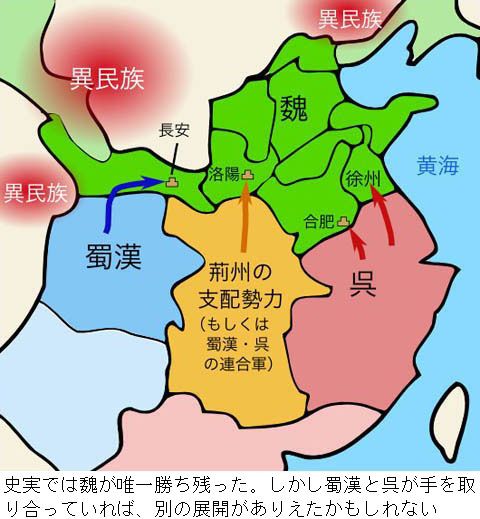 異民族
魏
長安
洛陽
徐州
黄海
異民族
合肥
蜀漢
荆州の
支配勢力
(もしくは
蜀漢・呉
の連合軍)
呉
史実では魏が唯一勝ち残った。しかし蜀漢と呉が手を取
り合っていれば、別の展開がありえたかもしれない